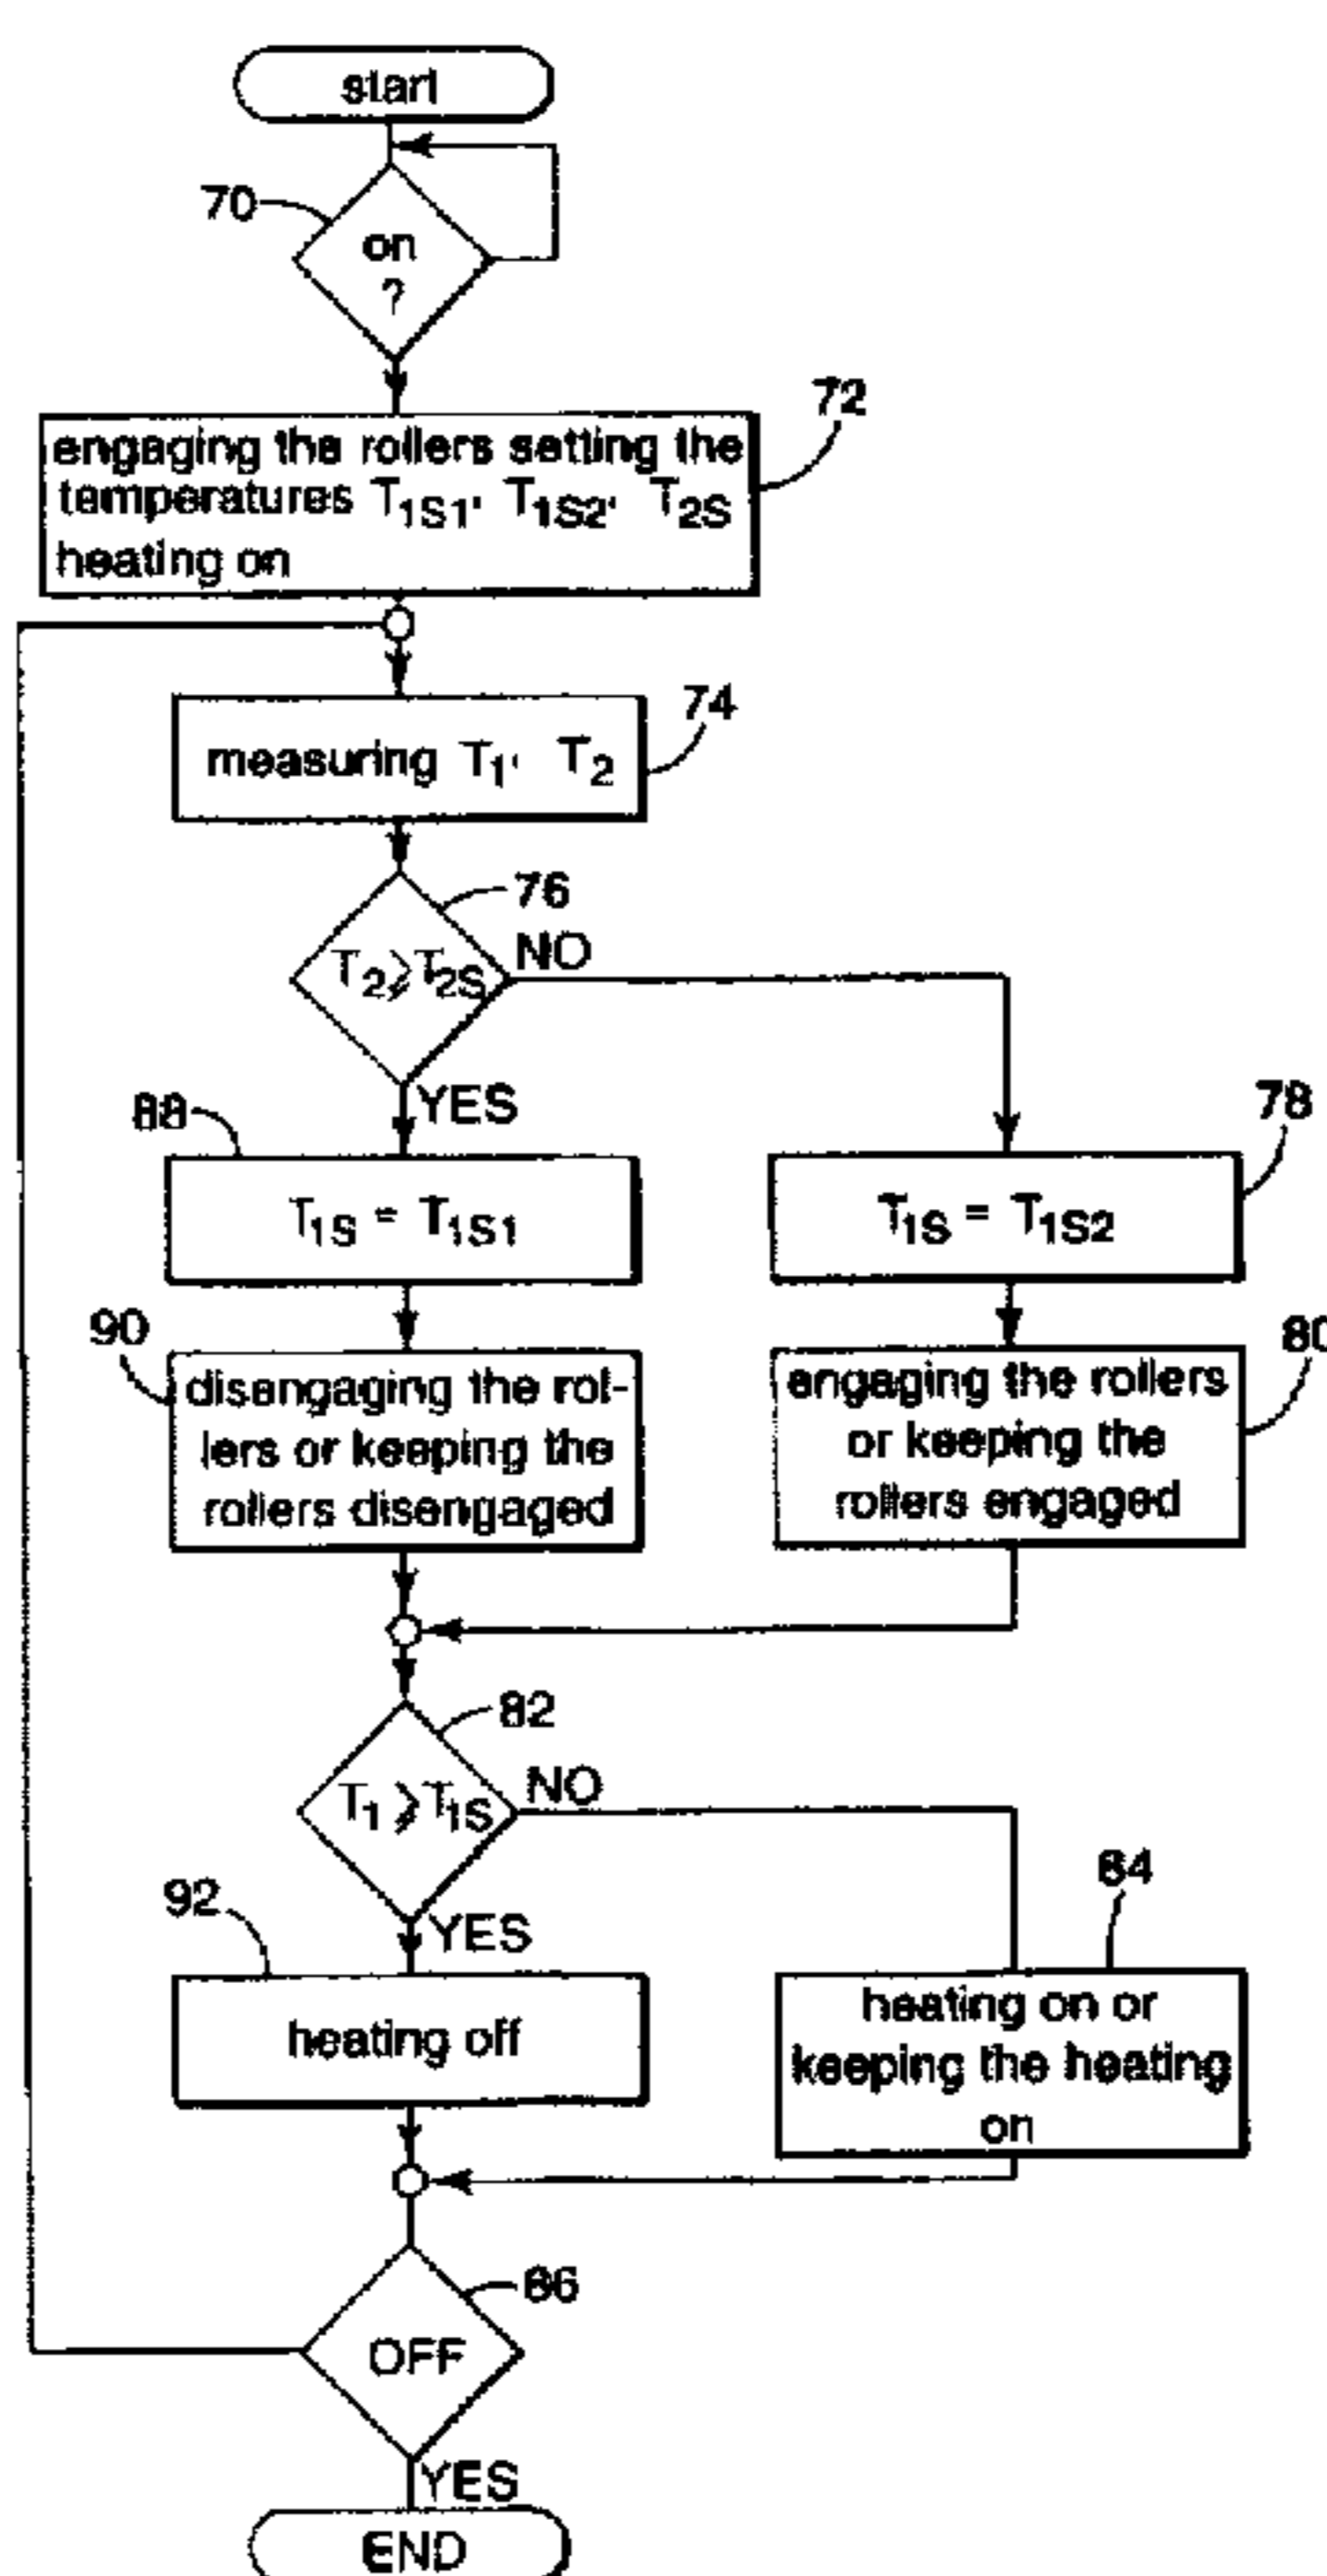 start
70
on
?
72
engaging the rollers setting the
temperatures T1S1, T1S2, T2S
heating on
74
measuring T1, T2
76
T2⩾T2S
NO
YES
88
78
T1S = T1S1
T1S = T1S2
90
80
disengaging the rol-
lers or keeping the
rollers disengaged
engaging the rollers
or keeping the
rollers engaged
82
T1⩾T1S
NO
YES
92
84
heating off
heating on or
keeping the heating
on
86
OFF
YES
END